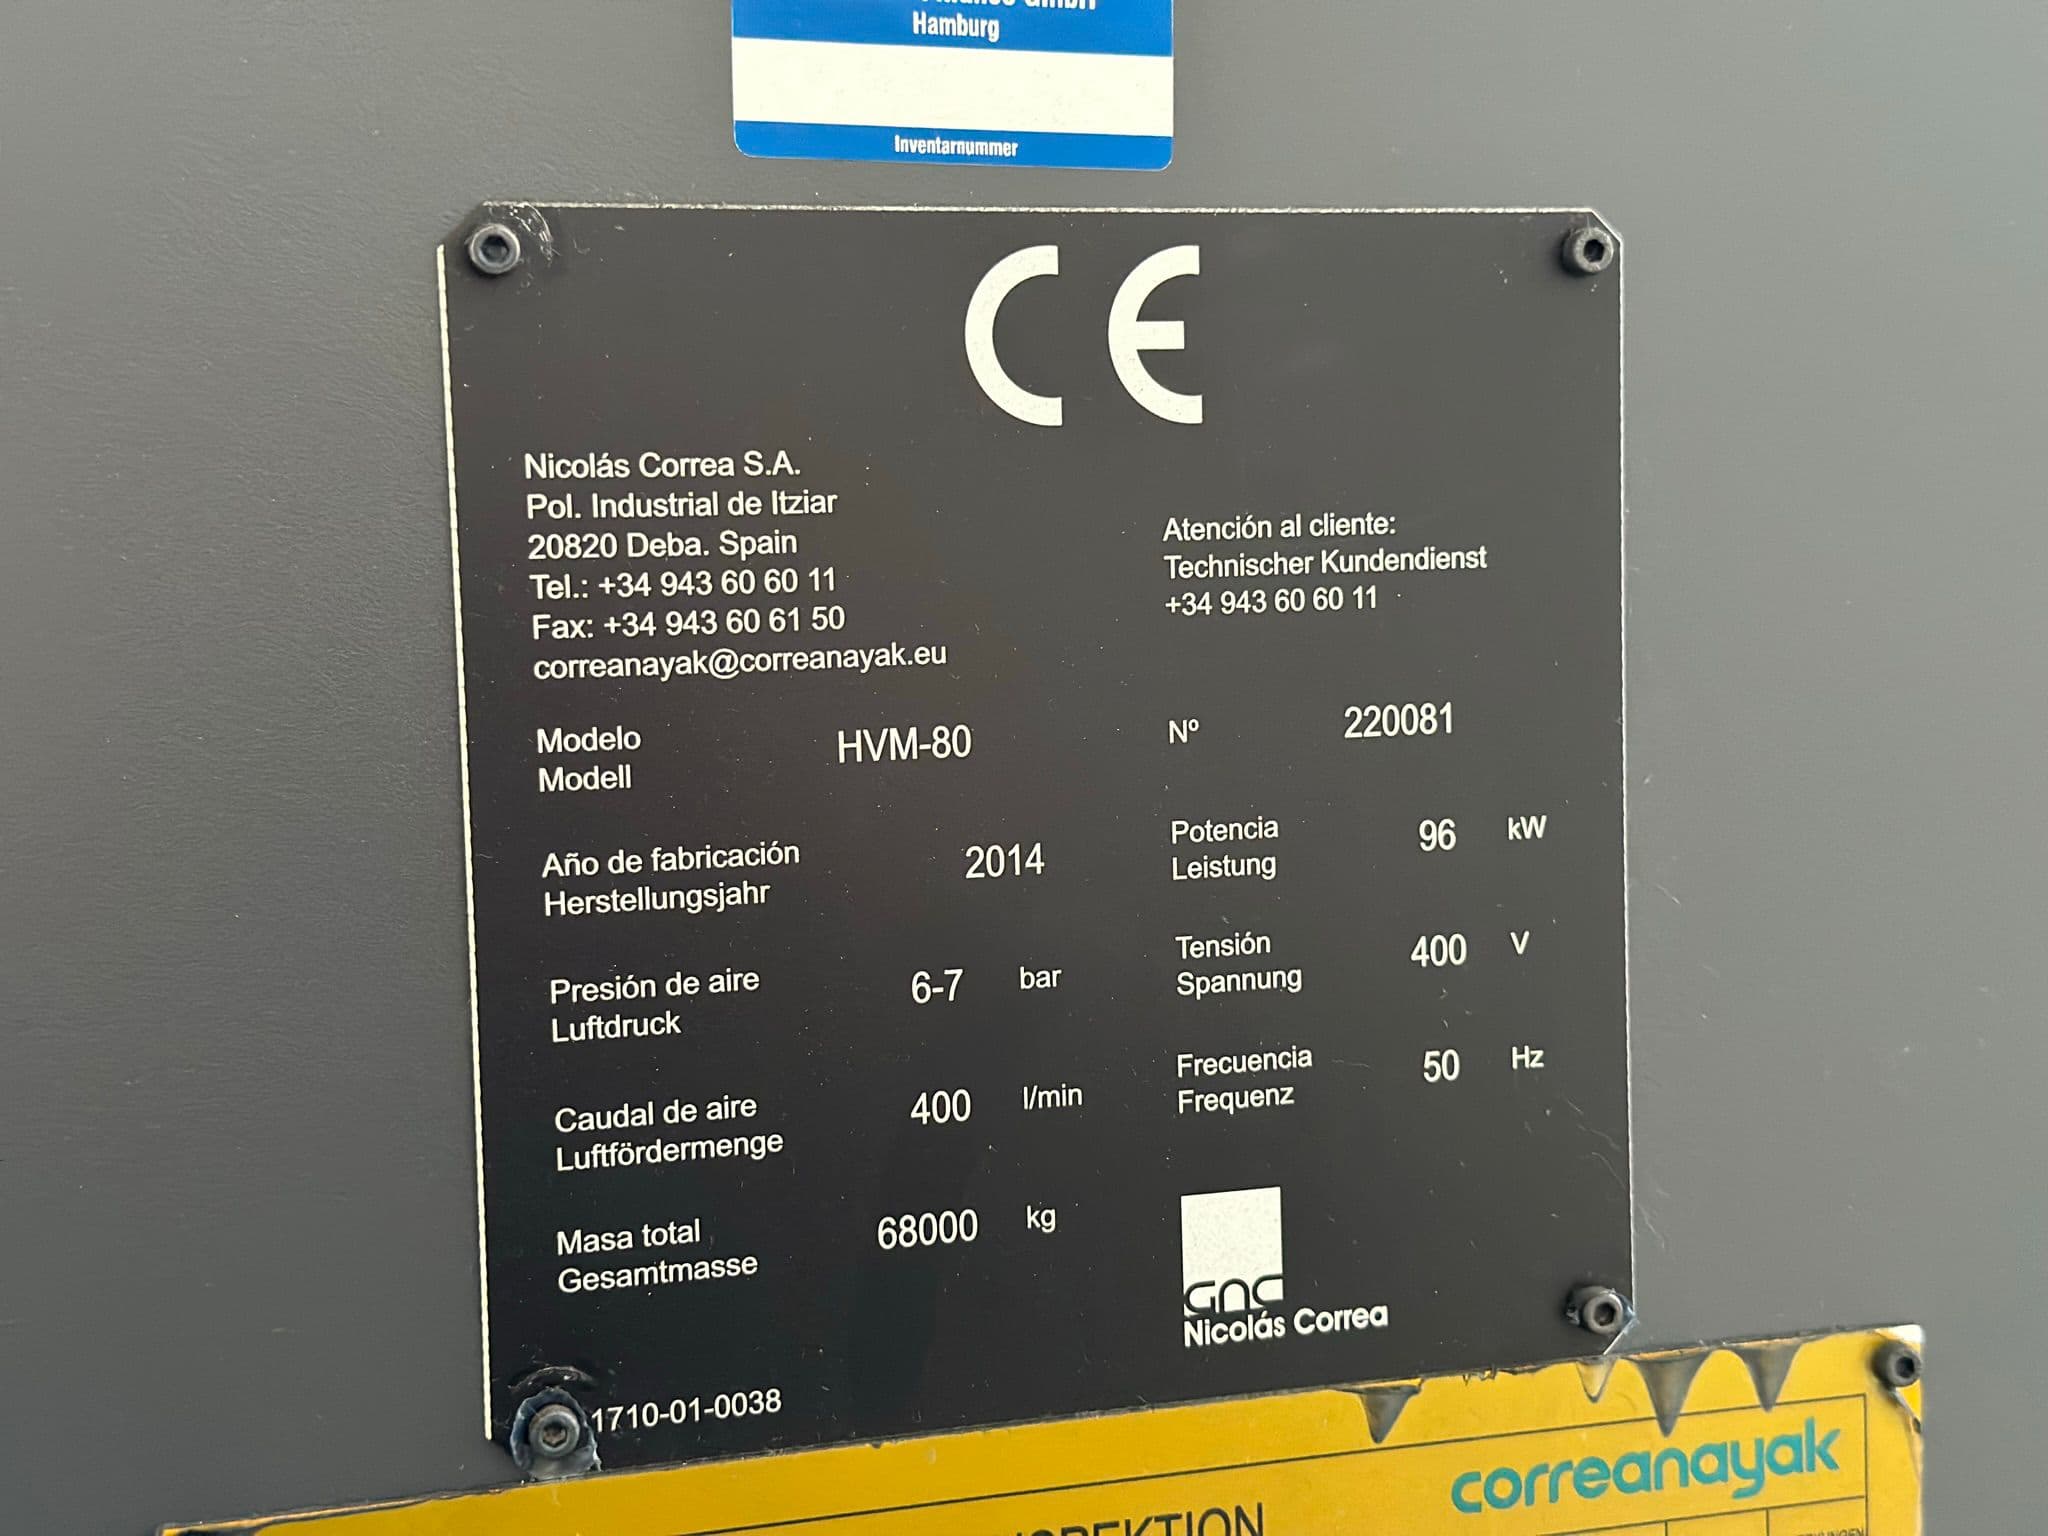 GmbH
Hamburg
Inventarnummer
CE
Nicolás Correa S.A.
Pol. Industrial de Itziar
20820 Deba. Spain
Tel.: +34 943 60 60 11
Fax: +34 943 60 61 50
correanayak@correanayak.eu
Atención al cliente:
Technischer Kundendienst
+34 943 60 60 11
Modelo HVM-80
Modell
Nº 220081
Año de fabricación 2014
Herstellungsjahr
Potencia 96 kW
Leistung
Presión de aire 6-7 bar
Luftdruck
Tensión 400 V
Spannung
Caudal de aire 400 l/min
Luftfördermenge
Frecuencia 50 Hz
Frequenz
Masa total 68000 kg
Gesamtmasse
GNC
Nicolás Correa
1710-01-0038
correanayak